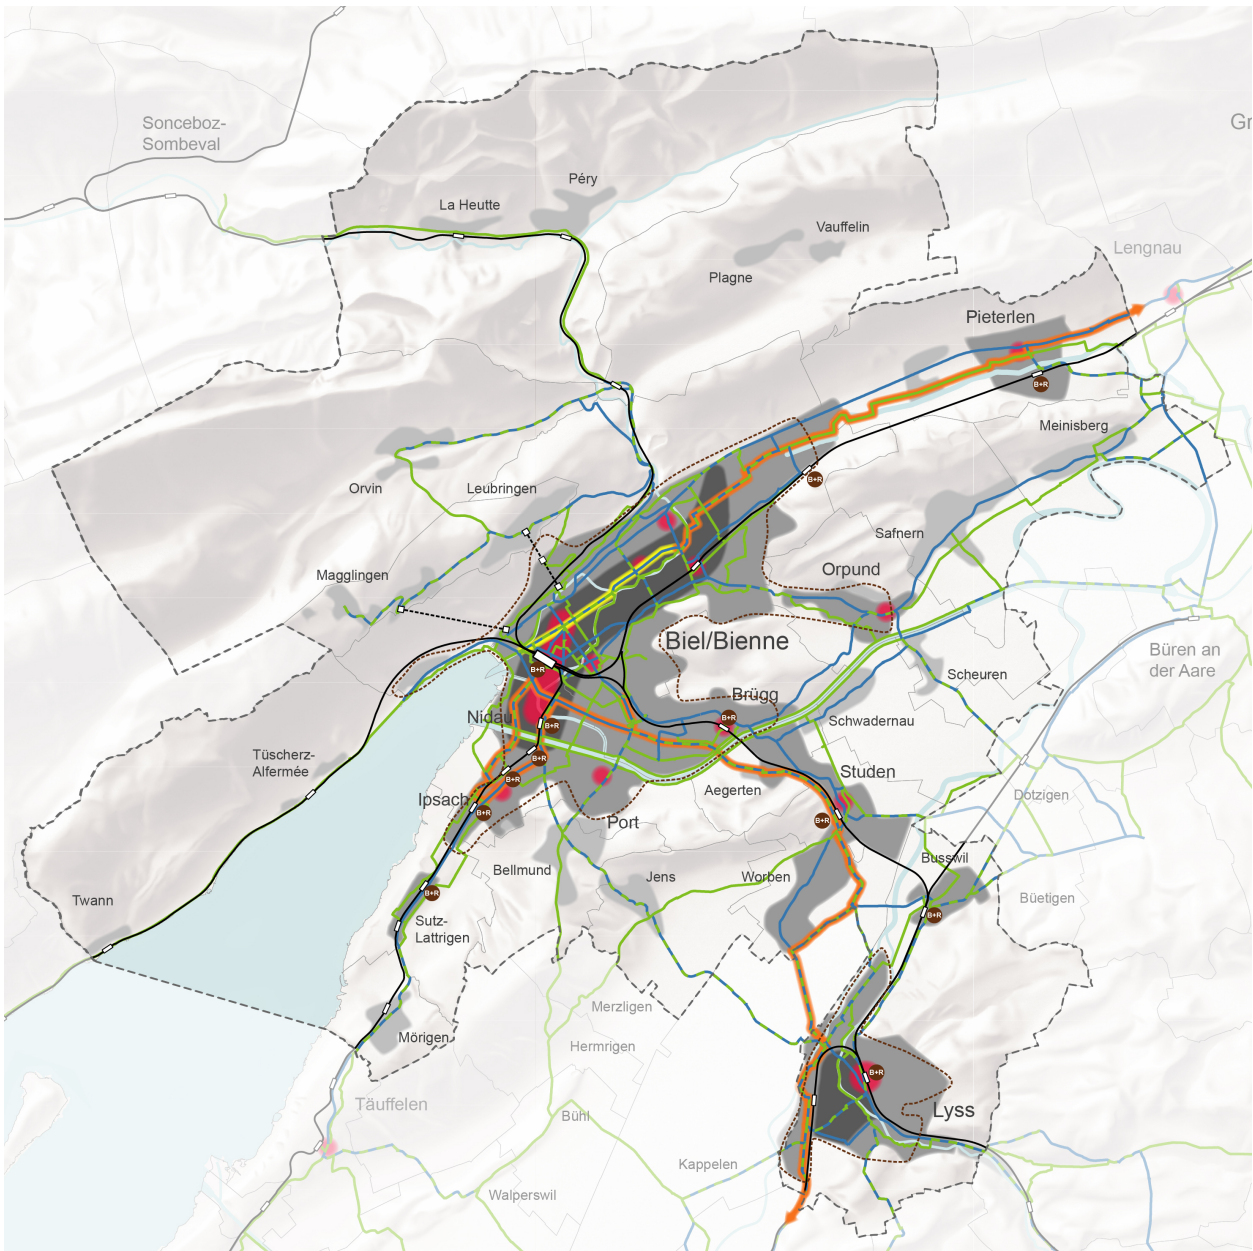 Gr
Sonceboz-
Sombeval
Péry
La Heutte
Vauffelin
Lengnau
Plagne
Pieterlen
B+R
Meinisberg
B+R
Orvin
Leubringen
Safnern
Orpund
Magglingen
Biel/Bienne
Büren an
der Aare
B+R
Scheuren
Brügg
B+R
Nidau
B+R
Schwadernau
Tüscherz-
Alfermée
B+R
B+R
Studen
Aegerten
Ipsach
B+R
Dotzigen
B+R
Port
Busswil
Bellmund
Jens
Worben
B+R
Büetigen
Twann
B+R
Sutz-
Lattrigen
Merzligen
Mörigen
Hermrigen
B+R
Täuffelen
Lyss
Bühl
Kappelen
Walperswil